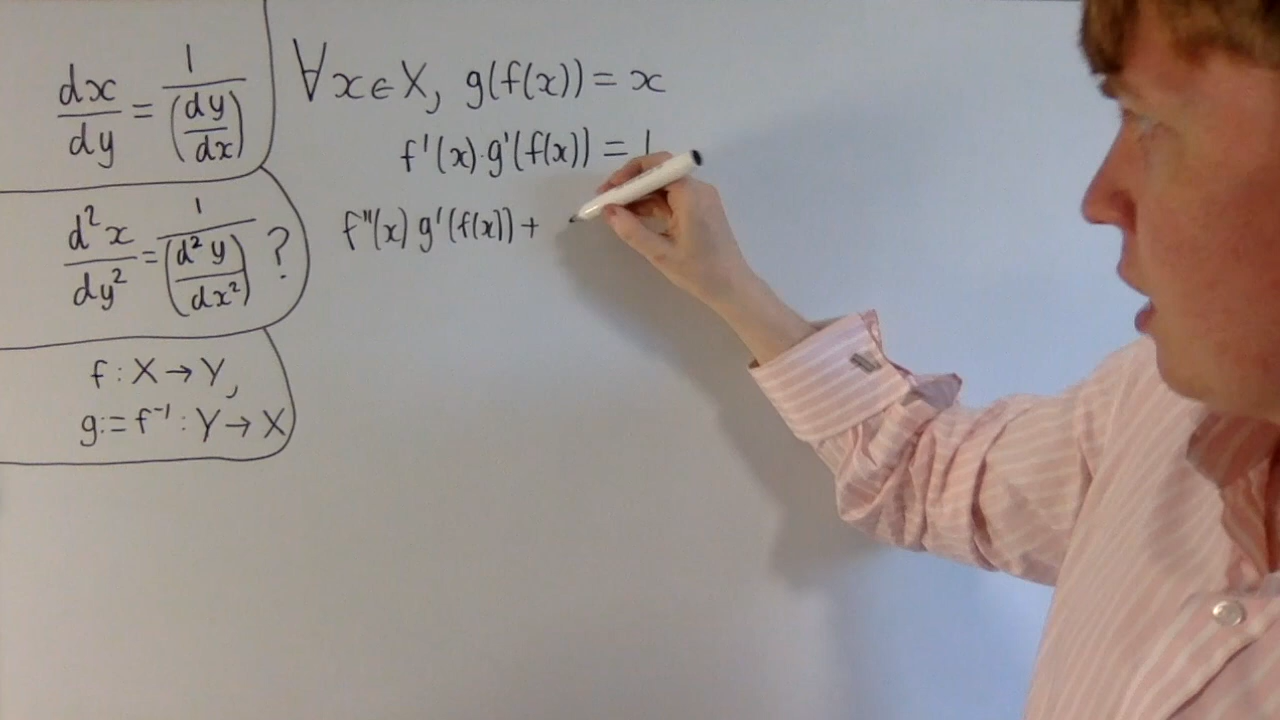 dx/dy = 1/(dy/dx)
d²x/dy² = 1/(d²y/dx²) ?
f : X → Y,
g := f⁻¹ : Y → X
∀x∈X, g(f(x)) = x
f'(x)·g'(f(x)) = 1
f''(x) g'(f(x)) +